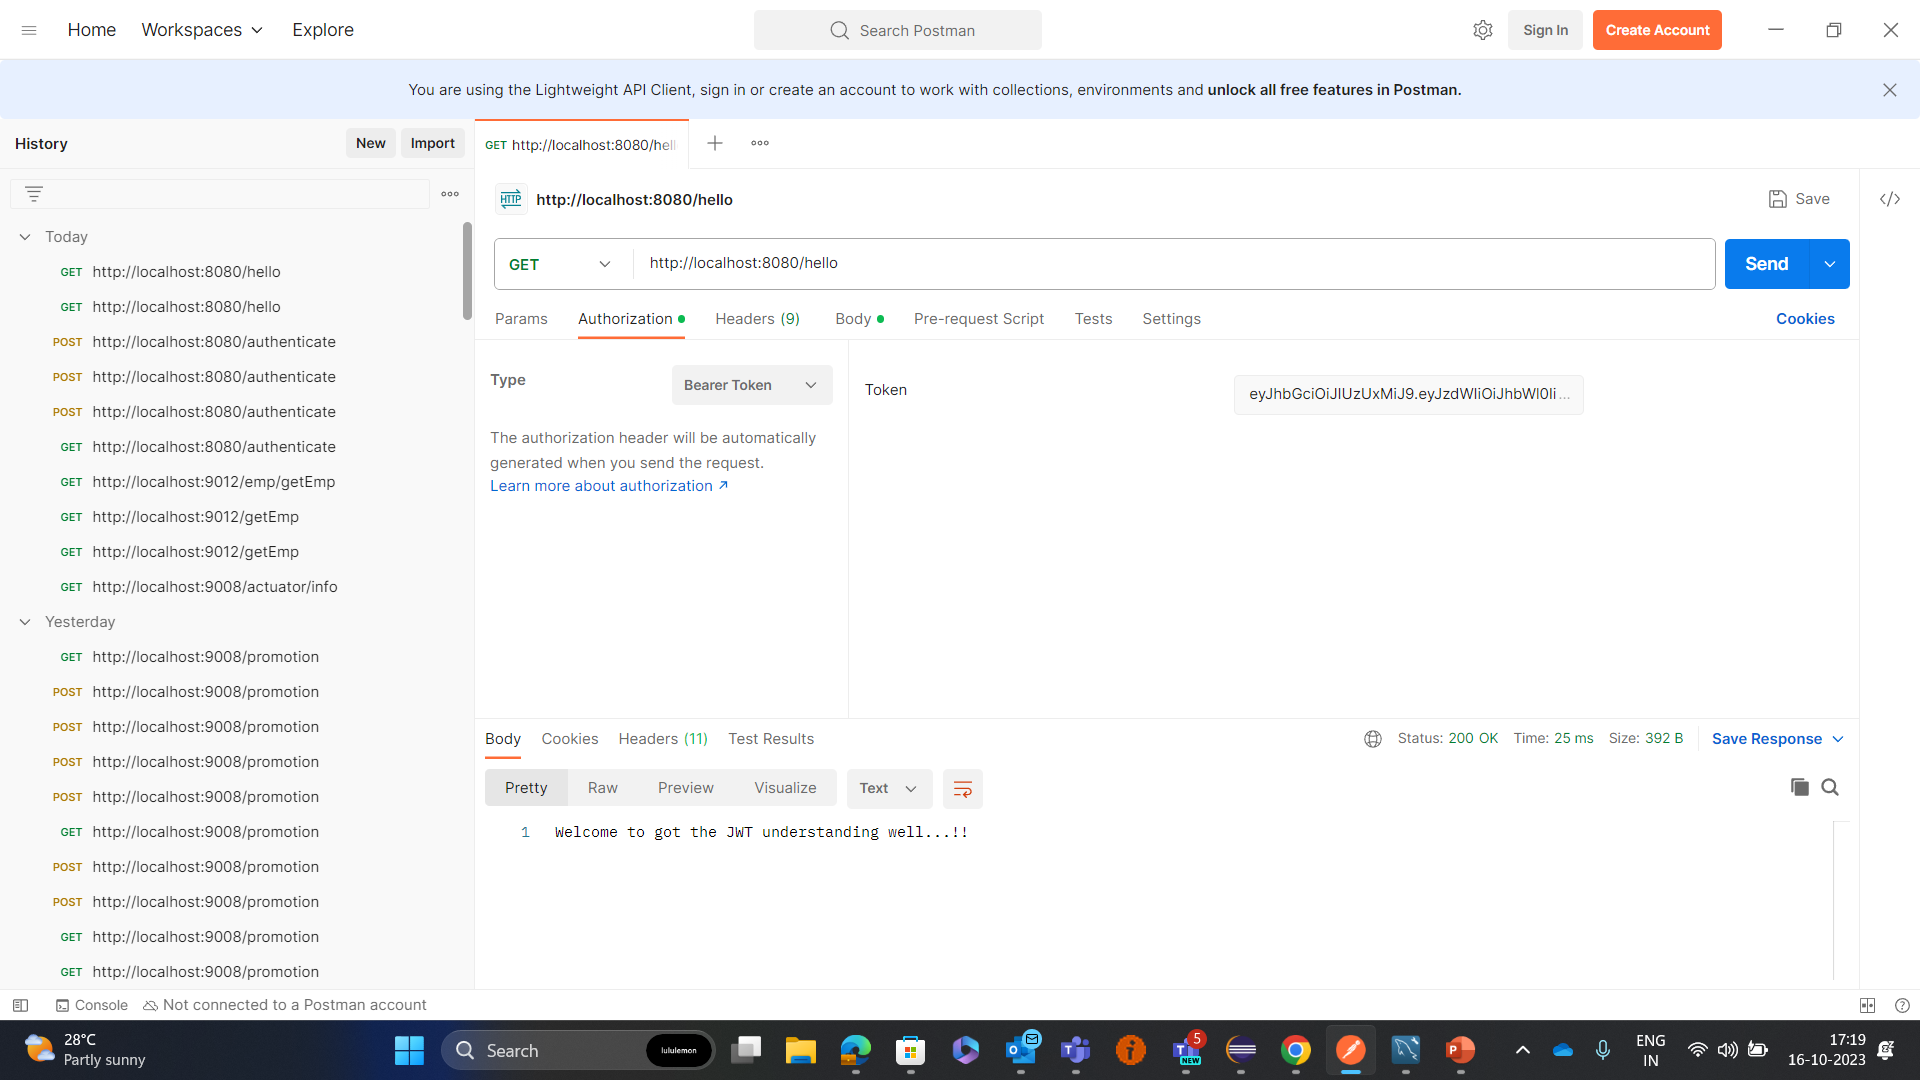 Home Workspaces Explore Search Postman Sign In Create Account
You are using the Lightweight API Client, sign in or create an account to work with collections, environments and unlock all free features in Postman.
History New Import
Today
GET http://localhost:8080/hello
GET http://localhost:8080/hello
POST http://localhost:8080/authenticate
POST http://localhost:8080/authenticate
POST http://localhost:8080/authenticate
GET http://localhost:8080/authenticate
GET http://localhost:9012/emp/getEmp
GET http://localhost:9012/getEmp
GET http://localhost:9012/getEmp
GET http://localhost:9008/actuator/info
Yesterday
GET http://localhost:9008/promotion
POST http://localhost:9008/promotion
POST http://localhost:9008/promotion
POST http://localhost:9008/promotion
POST http://localhost:9008/promotion
GET http://localhost:9008/promotion
POST http://localhost:9008/promotion
POST http://localhost:9008/promotion
GET http://localhost:9008/promotion
GET http://localhost:9008/promotion
GET http://localhost:8080/hell
HTTP http://localhost:8080/hello Save
GET http://localhost:8080/hello Send
Params Authorization Headers (9) Body Pre-request Script Tests Settings Cookies
Type Bearer Token
The authorization header will be automatically
generated when you send the request.
Learn more about authorization ↗
Token eyJhbGciOiJIUzUxMiJ9.eyJzdWIiOiJhbWl0Ii...
Body Cookies Headers (11) Test Results Status: 200 OK Time: 25 ms Size: 392 B Save Response
Pretty Raw Preview Visualize Text
1 Welcome to got the JWT understanding well...!!
Console Not connected to a Postman account
28°C
Partly sunny
Search lululemon
5
NEW
ENG
IN
17:19
16-10-2023